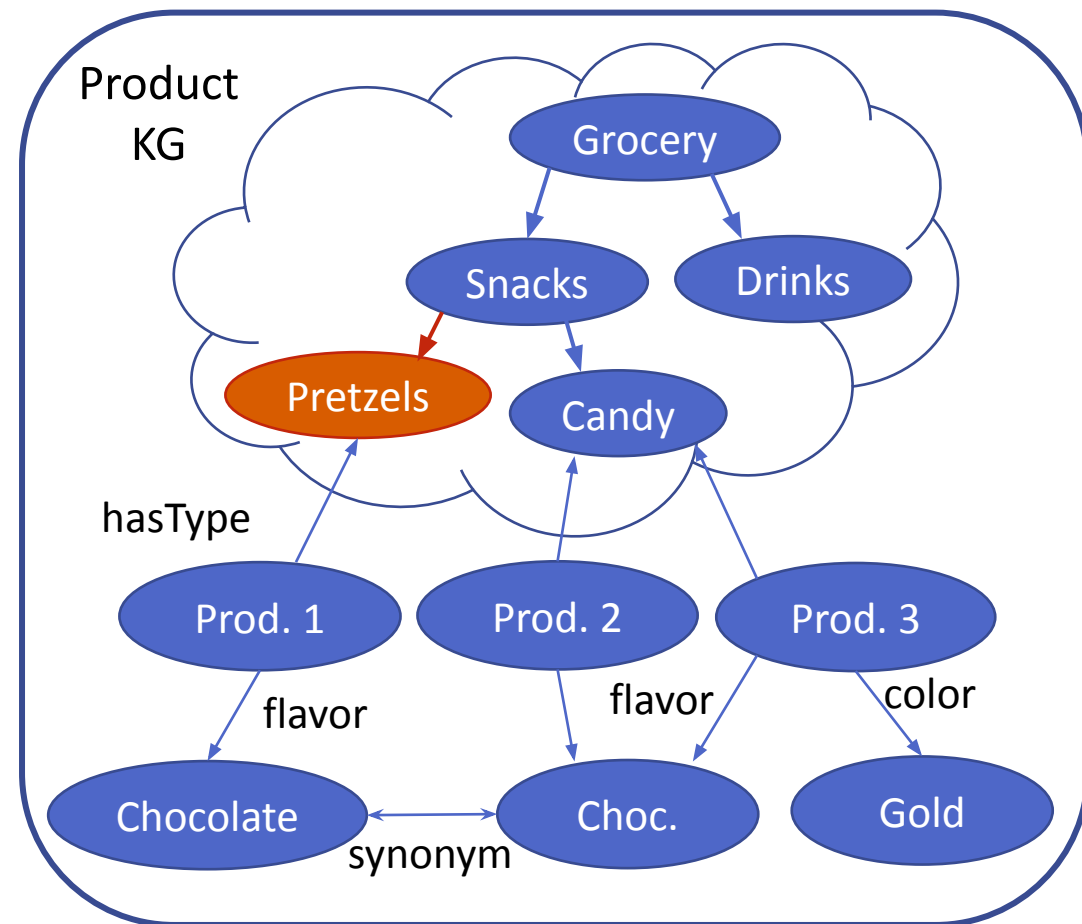 Product
KG
Grocery
Snacks
Drinks
Pretzels
Candy
hasType
Prod. 1
Prod. 2
Prod. 3
flavor
flavor
color
Chocolate
Choc.
Gold
synonym